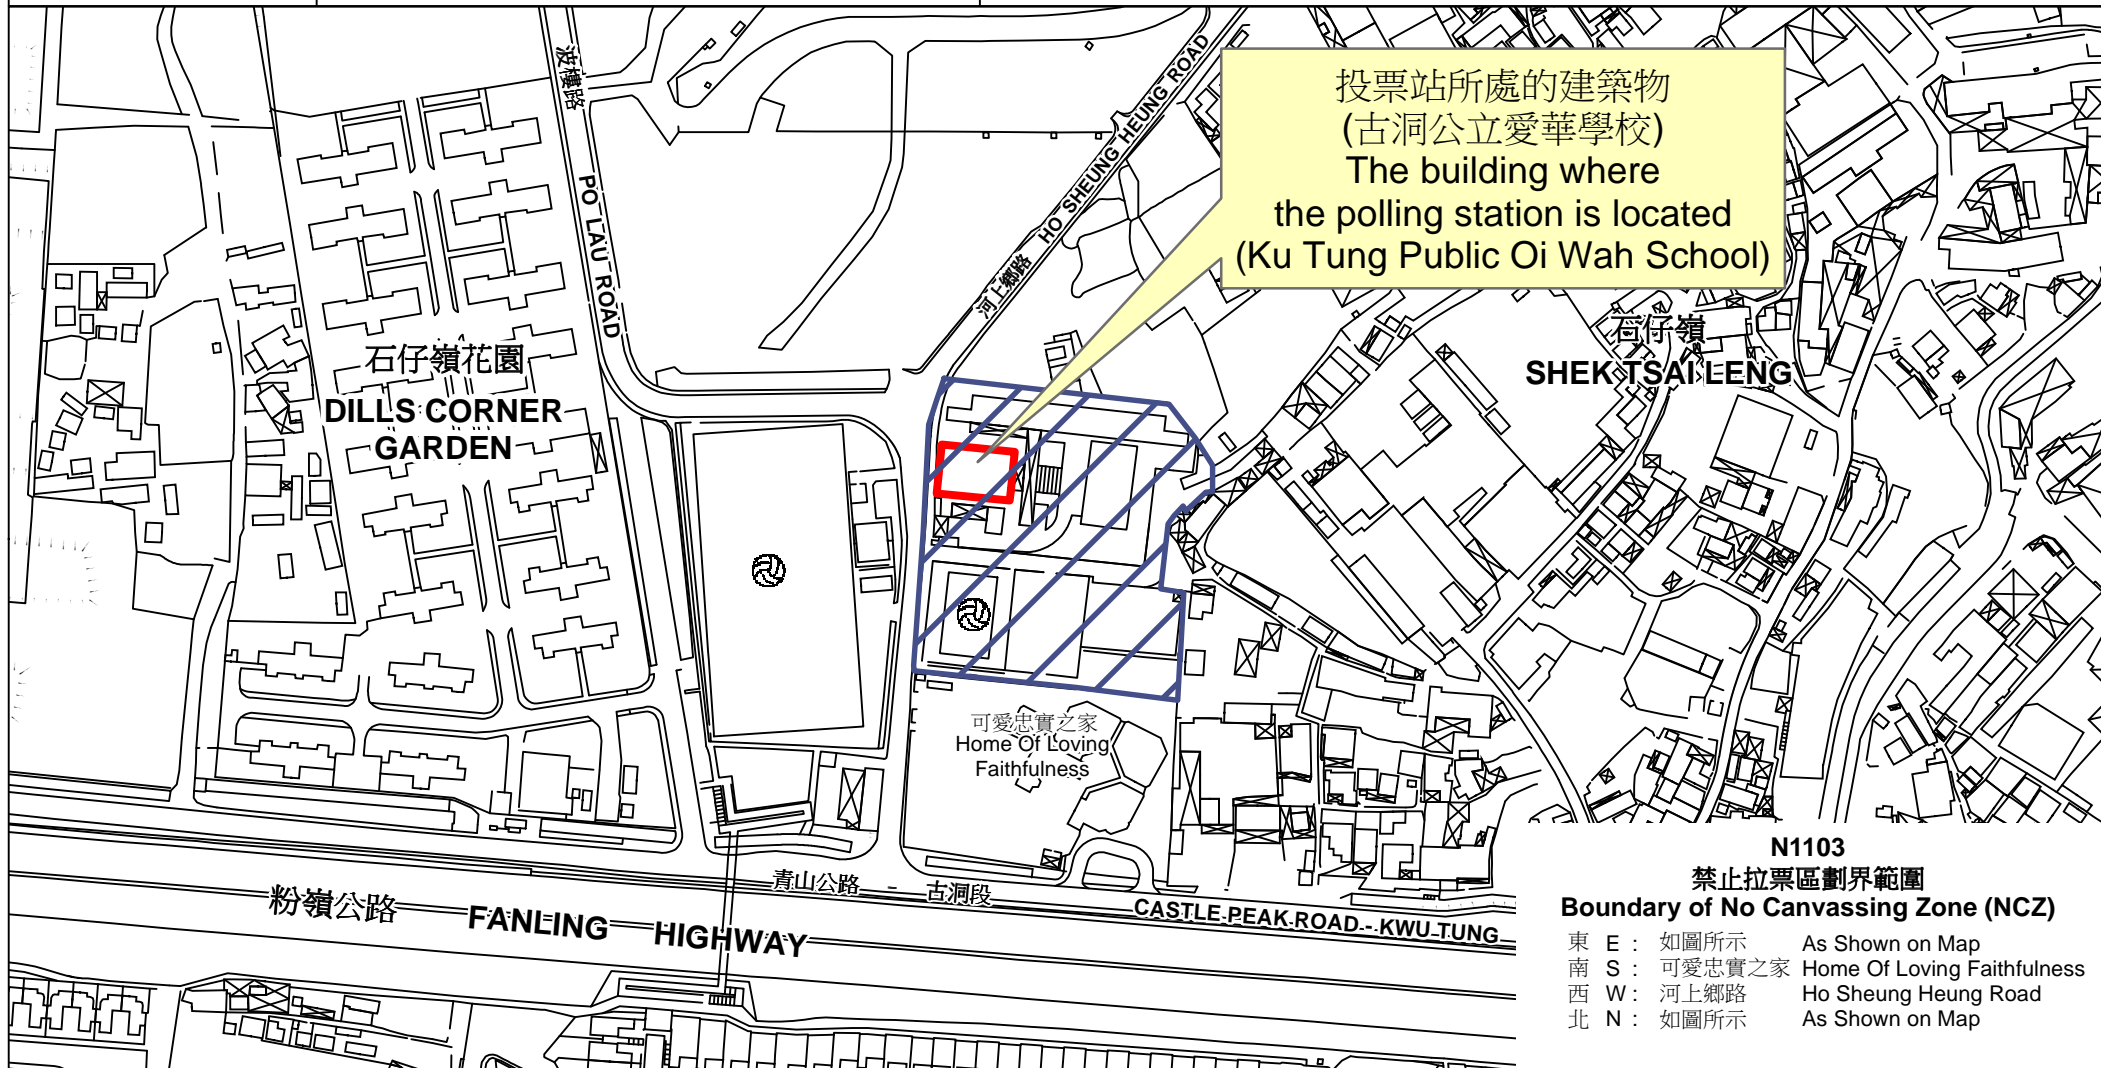 波樓路
PO LAU ROAD
河上鄉路 HO SHEUNG HEUNG ROAD
投票站所處的建築物
(古洞公立愛華學校)
The building where
the polling station is located
(Ku Tung Public Oi Wah School)
石仔嶺花園
DILLS CORNER
GARDEN
石仔嶺
SHEK TSAI LENG
可愛忠實之家
Home Of Loving
Faithfulness
青山公路 - 古洞段
CASTLE PEAK ROAD - KWU TUNG
粉嶺公路 FANLING HIGHWAY
N1103
禁止拉票區劃界範圍
Boundary of No Canvassing Zone (NCZ)
東 E : 如圖所示 As Shown on Map
南 S : 可愛忠實之家 Home Of Loving Faithfulness
西 W : 河上鄉路 Ho Sheung Heung Road
北 N : 如圖所示 As Shown on Map